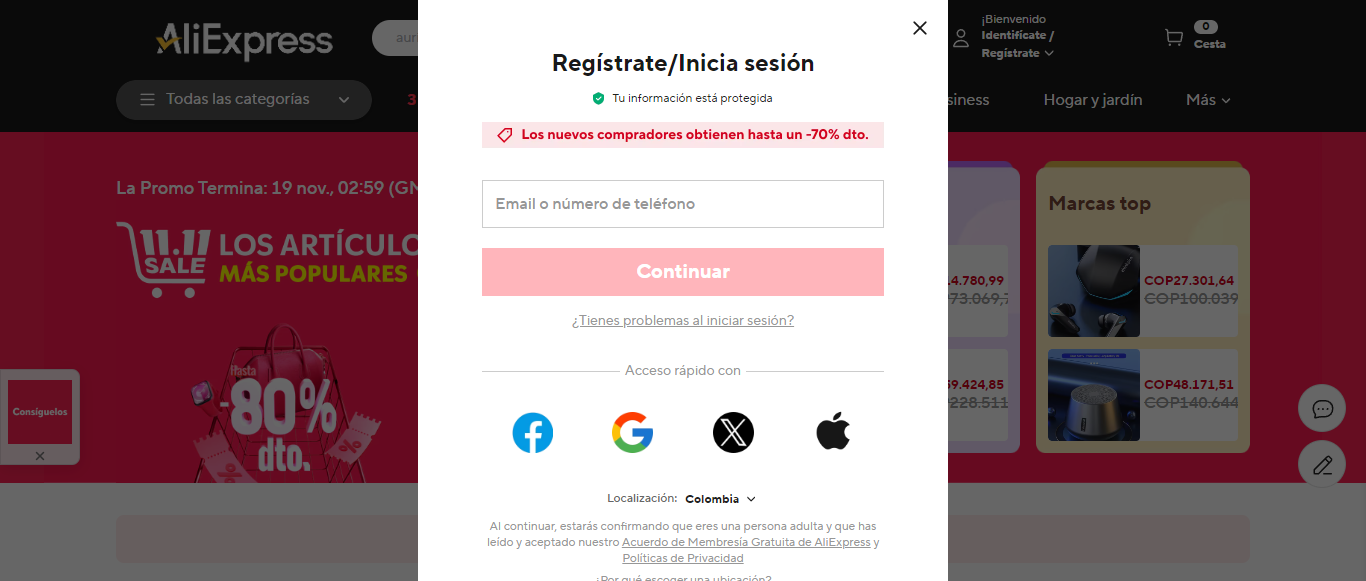 AliExpress
aur
¡Bienvenido
Identifícate /
Regístrate
0
Cesta
Todas las categorías
3
siness
Hogar y jardín
Más
Regístrate/Inicia sesión
Tu información está protegida
Los nuevos compradores obtienen hasta un -70% dto.
Email o número de teléfono
Continuar
¿Tienes problemas al iniciar sesión?
Acceso rápido con
Localización: Colombia
Al continuar, estarás confirmando que eres una persona adulta y que has
leído y aceptado nuestro Acuerdo de Membresía Gratuita de AliExpress y
Políticas de Privacidad
¿Por qué escoger una ubicación?
La Promo Termina: 19 nov., 02:59 (GM
11.11
SALE
LOS ARTÍCULO
MÁS POPULARES
Hasta
-80%
dto.
%
%
Consíguelos
Marcas top
4.780,99
73.069,7
59.424,85
228.511
COP27.301,64
COP100.039
COP48.171,51
COP140.644